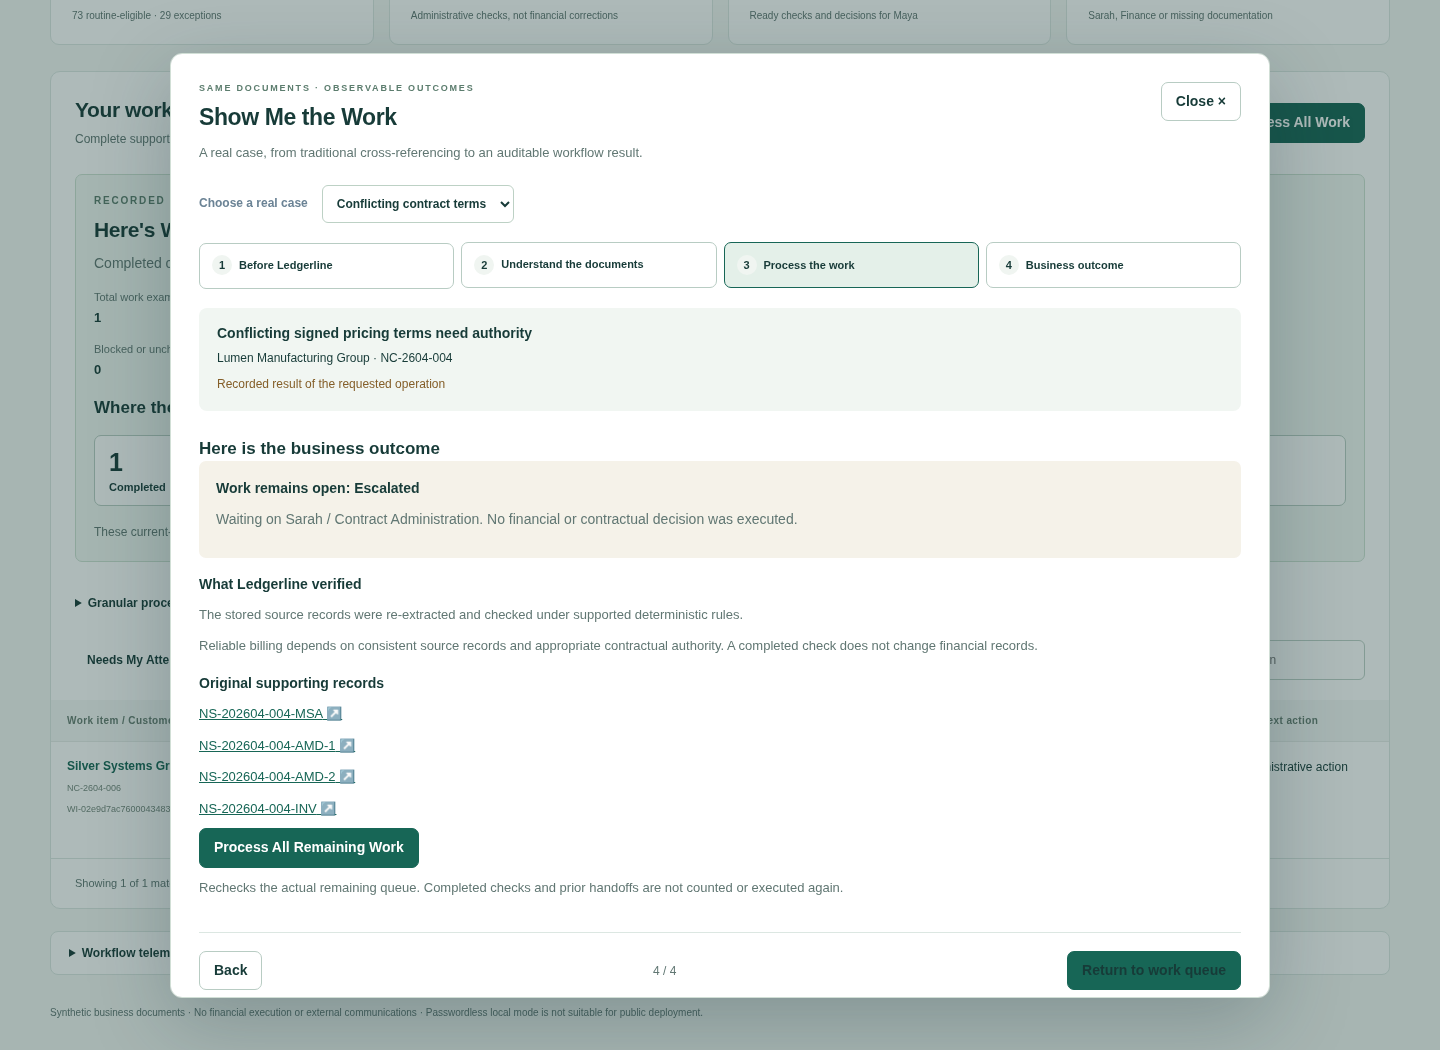 73 routine-eligible · 29 exceptions
Administrative checks, not financial corrections
Ready checks and decisions for Maya
Sarah, Finance or missing documentation
Your work
Complete support
ess All Work
RECORDED
Here's W
Completed c
Total work exam
1
Blocked or unch
0
Where the
1
Completed
These current-
Granular proce
Needs My Atte
n
Work item / Custome
ext action
Silver Systems Gr
istrative action
NC-2604-006
WI-02e9d7ac7600043483
Showing 1 of 1 mat
Workflow telem
SAME DOCUMENTS · OBSERVABLE OUTCOMES
Show Me the Work
Close ×
A real case, from traditional cross-referencing to an auditable workflow result.
Choose a real case
Conflicting contract terms
1 Before Ledgerline
2 Understand the documents
3 Process the work
4 Business outcome
Conflicting signed pricing terms need authority
Lumen Manufacturing Group · NC-2604-004
Recorded result of the requested operation
Here is the business outcome
Work remains open: Escalated
Waiting on Sarah / Contract Administration. No financial or contractual decision was executed.
What Ledgerline verified
The stored source records were re-extracted and checked under supported deterministic rules.
Reliable billing depends on consistent source records and appropriate contractual authority. A completed check does not change financial records.
Original supporting records
NS-202604-004-MSA ↗
NS-202604-004-AMD-1 ↗
NS-202604-004-AMD-2 ↗
NS-202604-004-INV ↗
Process All Remaining Work
Rechecks the actual remaining queue. Completed checks and prior handoffs are not counted or executed again.
Back
4 / 4
Return to work queue
Synthetic business documents · No financial execution or external communications · Passwordless local mode is not suitable for public deployment.